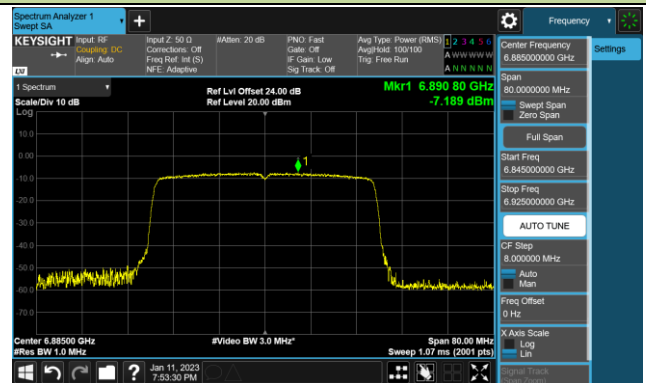 Spectrum Analyzer 1
Swept SA
Frequency
KEYSIGHT
Input: RF
Coupling: DC
Align: Auto
Input Z: 50 Ω
Corrections: Off
Freq Ref: Int (S)
NFE: Adaptive
#Atten: 20 dB
PNO: Fast
Gate: Off
IF Gain: Low
Sig Track: Off
Avg Type: Power (RMS)
Avg|Hold: 100/100
Trig: Free Run
1 2 3 4 5 6
A W W W W W
A N N N N N
LXI
1 Spectrum
Scale/Div 10 dB
Log
Ref Lvl Offset 24.00 dB
Ref Level 20.00 dBm
Mkr1 6.890 80 GHz
-7.189 dBm
10.0
0.00
-10.0
-20.0
-30.0
-40.0
-50.0
-60.0
-70.0
1
Center 6.88500 GHz
#Res BW 1.0 MHz
#Video BW 3.0 MHz*
Span 80.00 MHz
Sweep 1.07 ms (2001 pts)
Jan 11, 2023
7:53:30 PM
Settings
Center Frequency
6.885000000 GHz
Span
80.0000000 MHz
Swept Span
Zero Span
Full Span
Start Freq
6.845000000 GHz
Stop Freq
6.925000000 GHz
AUTO TUNE
CF Step
8.000000 MHz
Auto
Man
Freq Offset
0 Hz
X Axis Scale
Log
Lin
Signal Track
(Span Zoom)